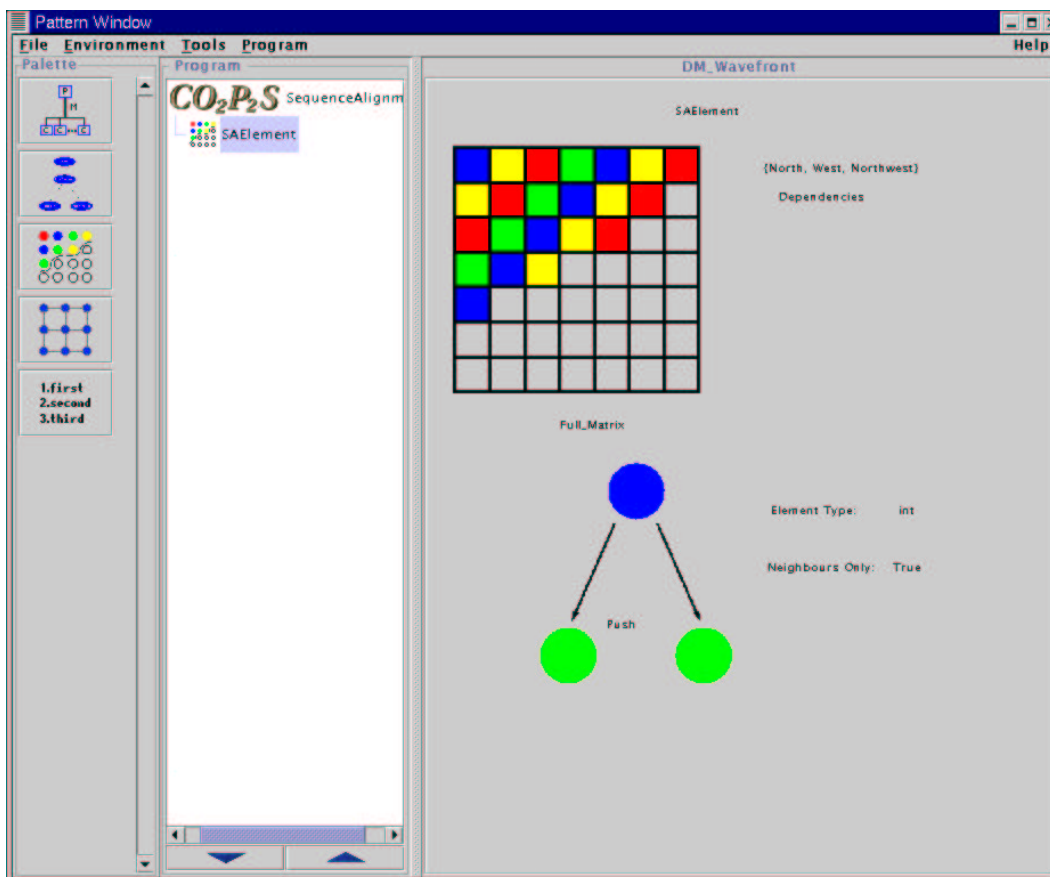 Pattern Window
File Environment Tools Program Help
Palette
P
M
C C ... C
1.first
2.second
3.third
Program
CO2P2S SequenceAlignm
SAElement
DM_Wavefront
SAElement
{North, West, Northwest}
Dependencies
Full_Matrix
Element Type: int
Neighbours Only: True
Push